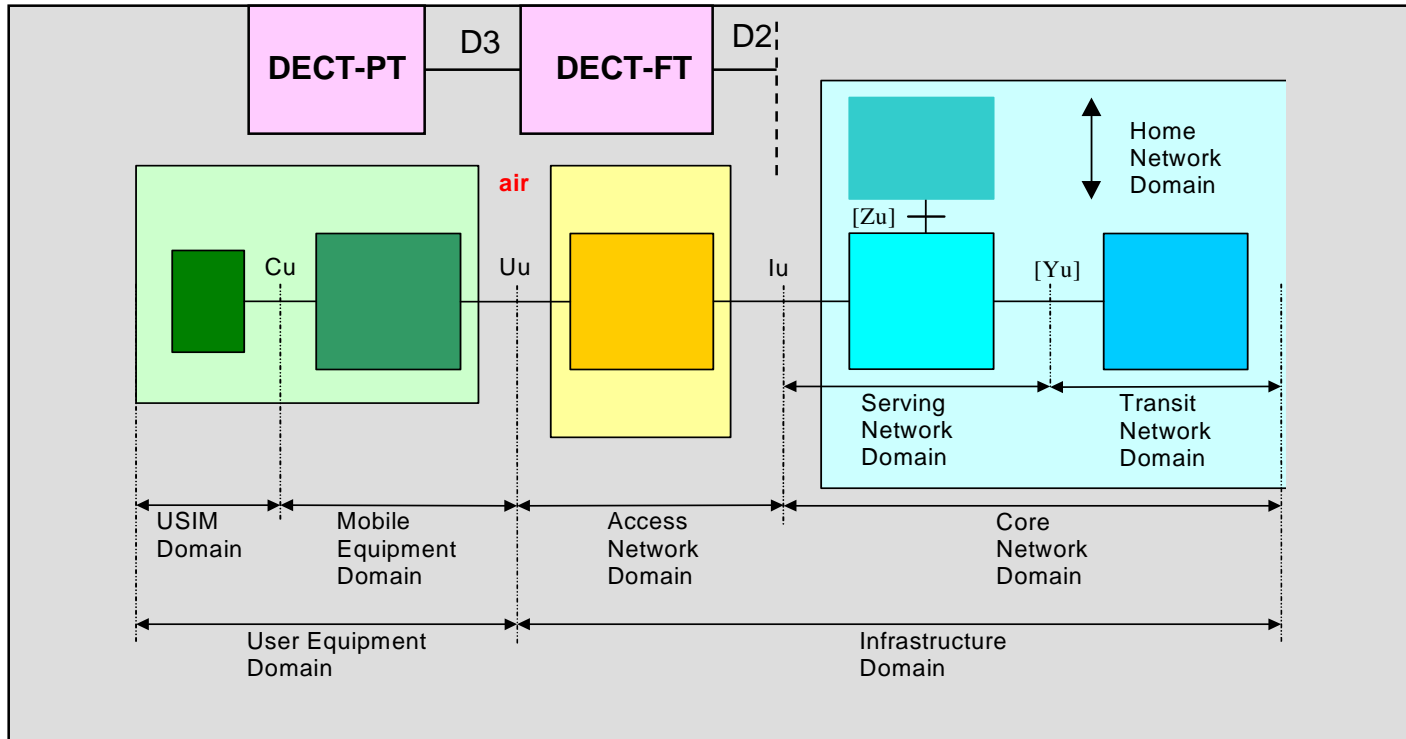 DECT-PT
D3
DECT-FT
D2
Home
Network
Domain
air
[Zu]
Cu
Uu
Iu
[Yu]
Serving
Network
Domain
Transit
Network
Domain
USIM
Domain
Mobile
Equipment
Domain
Access
Network
Domain
Core
Network
Domain
User Equipment
Domain
Infrastructure
Domain